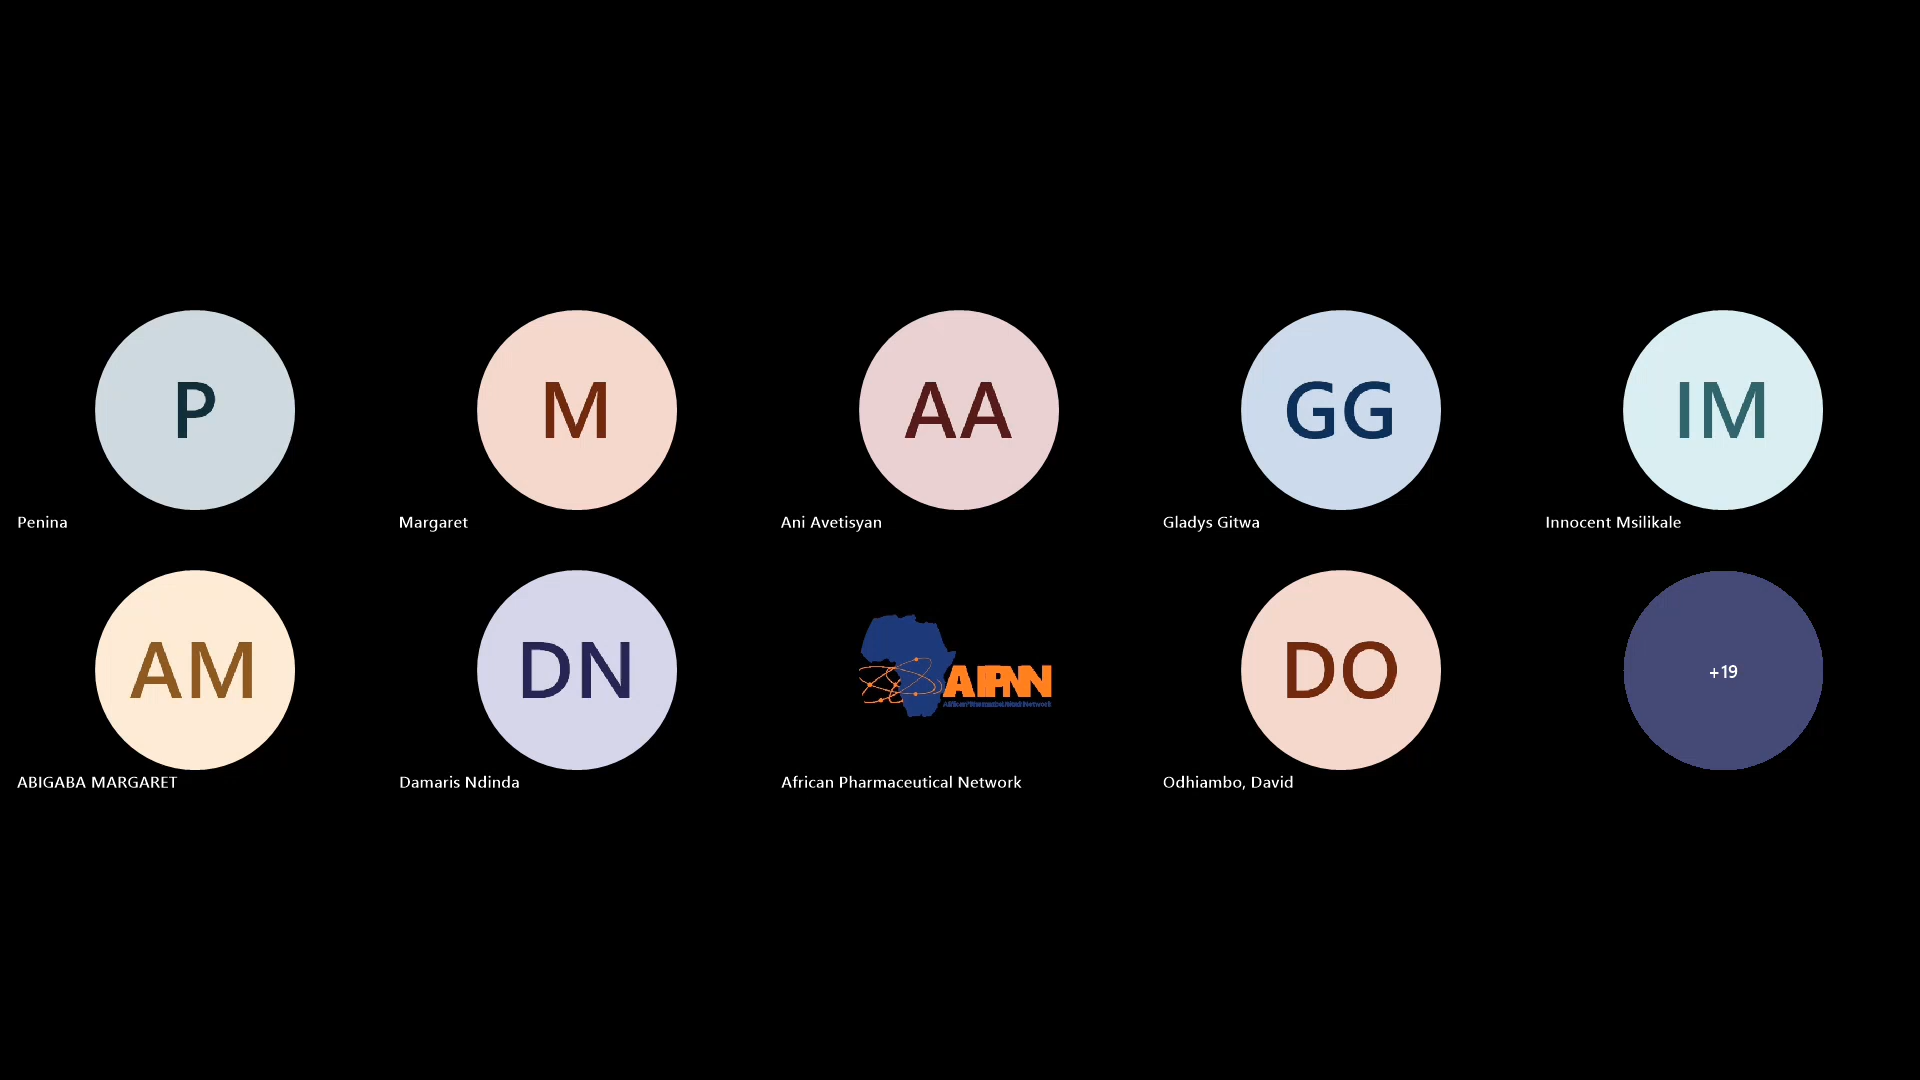 P
M
AA
GG
IM
Penina
Margaret
Ani Avetisyan
Gladys Gitwa
Innocent Msilikale
AM
DN
DO
+19
ABIGABA MARGARET
Damaris Ndinda
African Pharmaceutical Network
Odhiambo, David